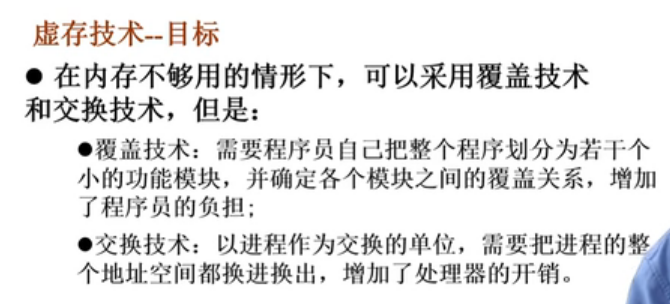 虚存技术--目标
● 在内存不够用的情形下，可以采用覆盖技术
和交换技术，但是：
●覆盖技术：需要程序员自己把整个程序划分为若干个
小的功能模块，并确定各个模块之间的覆盖关系，增加
了程序员的负担;
●交换技术：以进程作为交换的单位，需要把进程的整
个地址空间都换进换出，增加了处理器的开销。